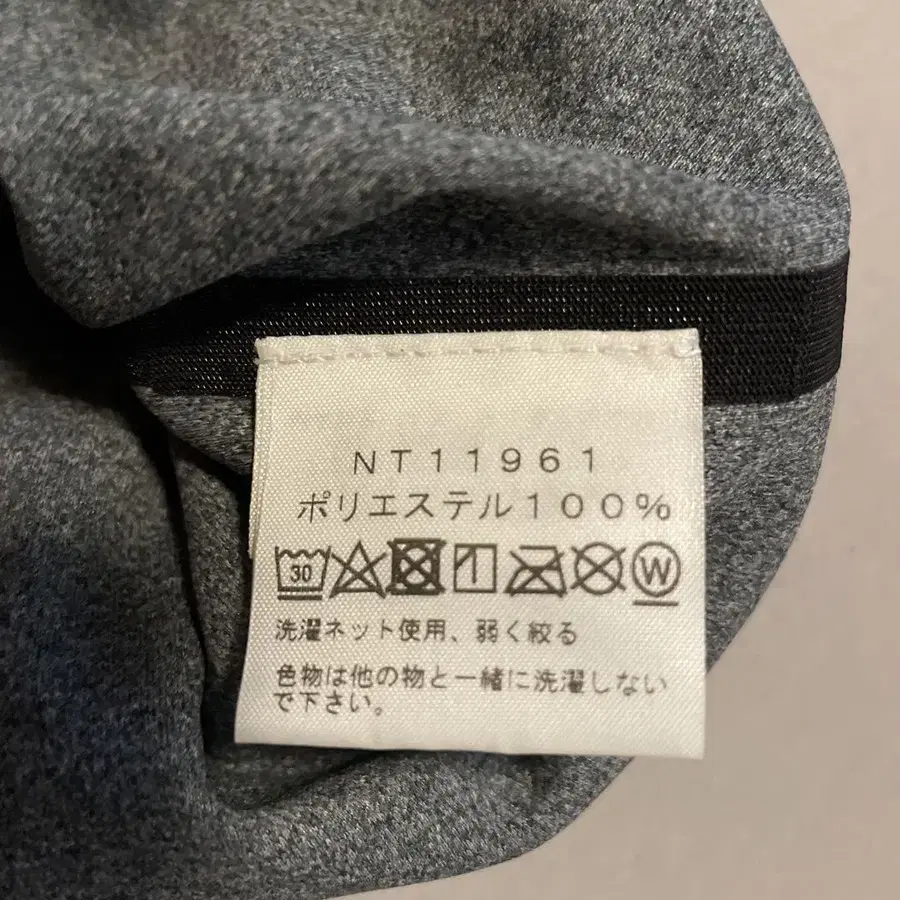 NT11961
ポリエステル100%
30 W
洗濯ネット使用、弱く絞る
色物は他の物と一緒に洗濯しない
で下さい。